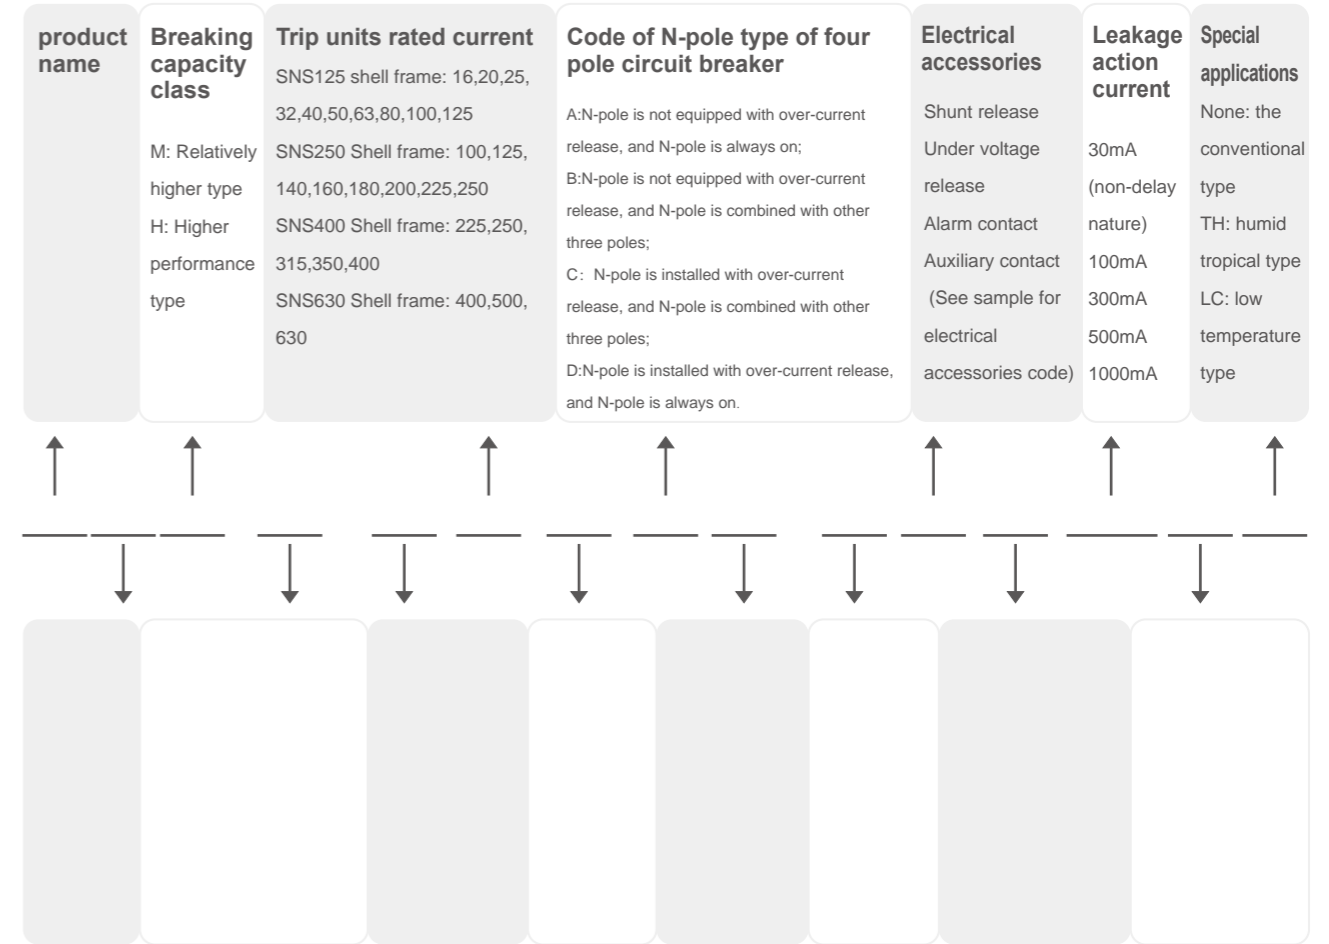 product
name
Breaking
capacity
class
M: Relatively
higher type
H: Higher
performance
type
Trip units rated current
SNS125 shell frame: 16,20,25,
32,40,50,63,80,100,125
SNS250 Shell frame: 100,125,
140,160,180,200,225,250
SNS400 Shell frame: 225,250,
315,350,400
SNS630 Shell frame: 400,500,
630
Code of N-pole type of four
pole circuit breaker
A:N-pole is not equipped with over-current
release, and N-pole is always on;
B:N-pole is not equipped with over-current
release, and N-pole is combined with other
three poles;
C: N-pole is installed with over-current
release, and N-pole is combined with other
three poles;
D:N-pole is installed with over-current release,
and N-pole is always on.
Electrical
accessories
Shunt release
Under voltage
release
Alarm contact
Auxiliary contact
(See sample for
electrical
accessories code)
Leakage
action
current
30mA
(non-delay
nature)
100mA
300mA
500mA
1000mA
Special
applications
None: the
conventional
type
TH: humid
tropical type
LC: low
temperature
type